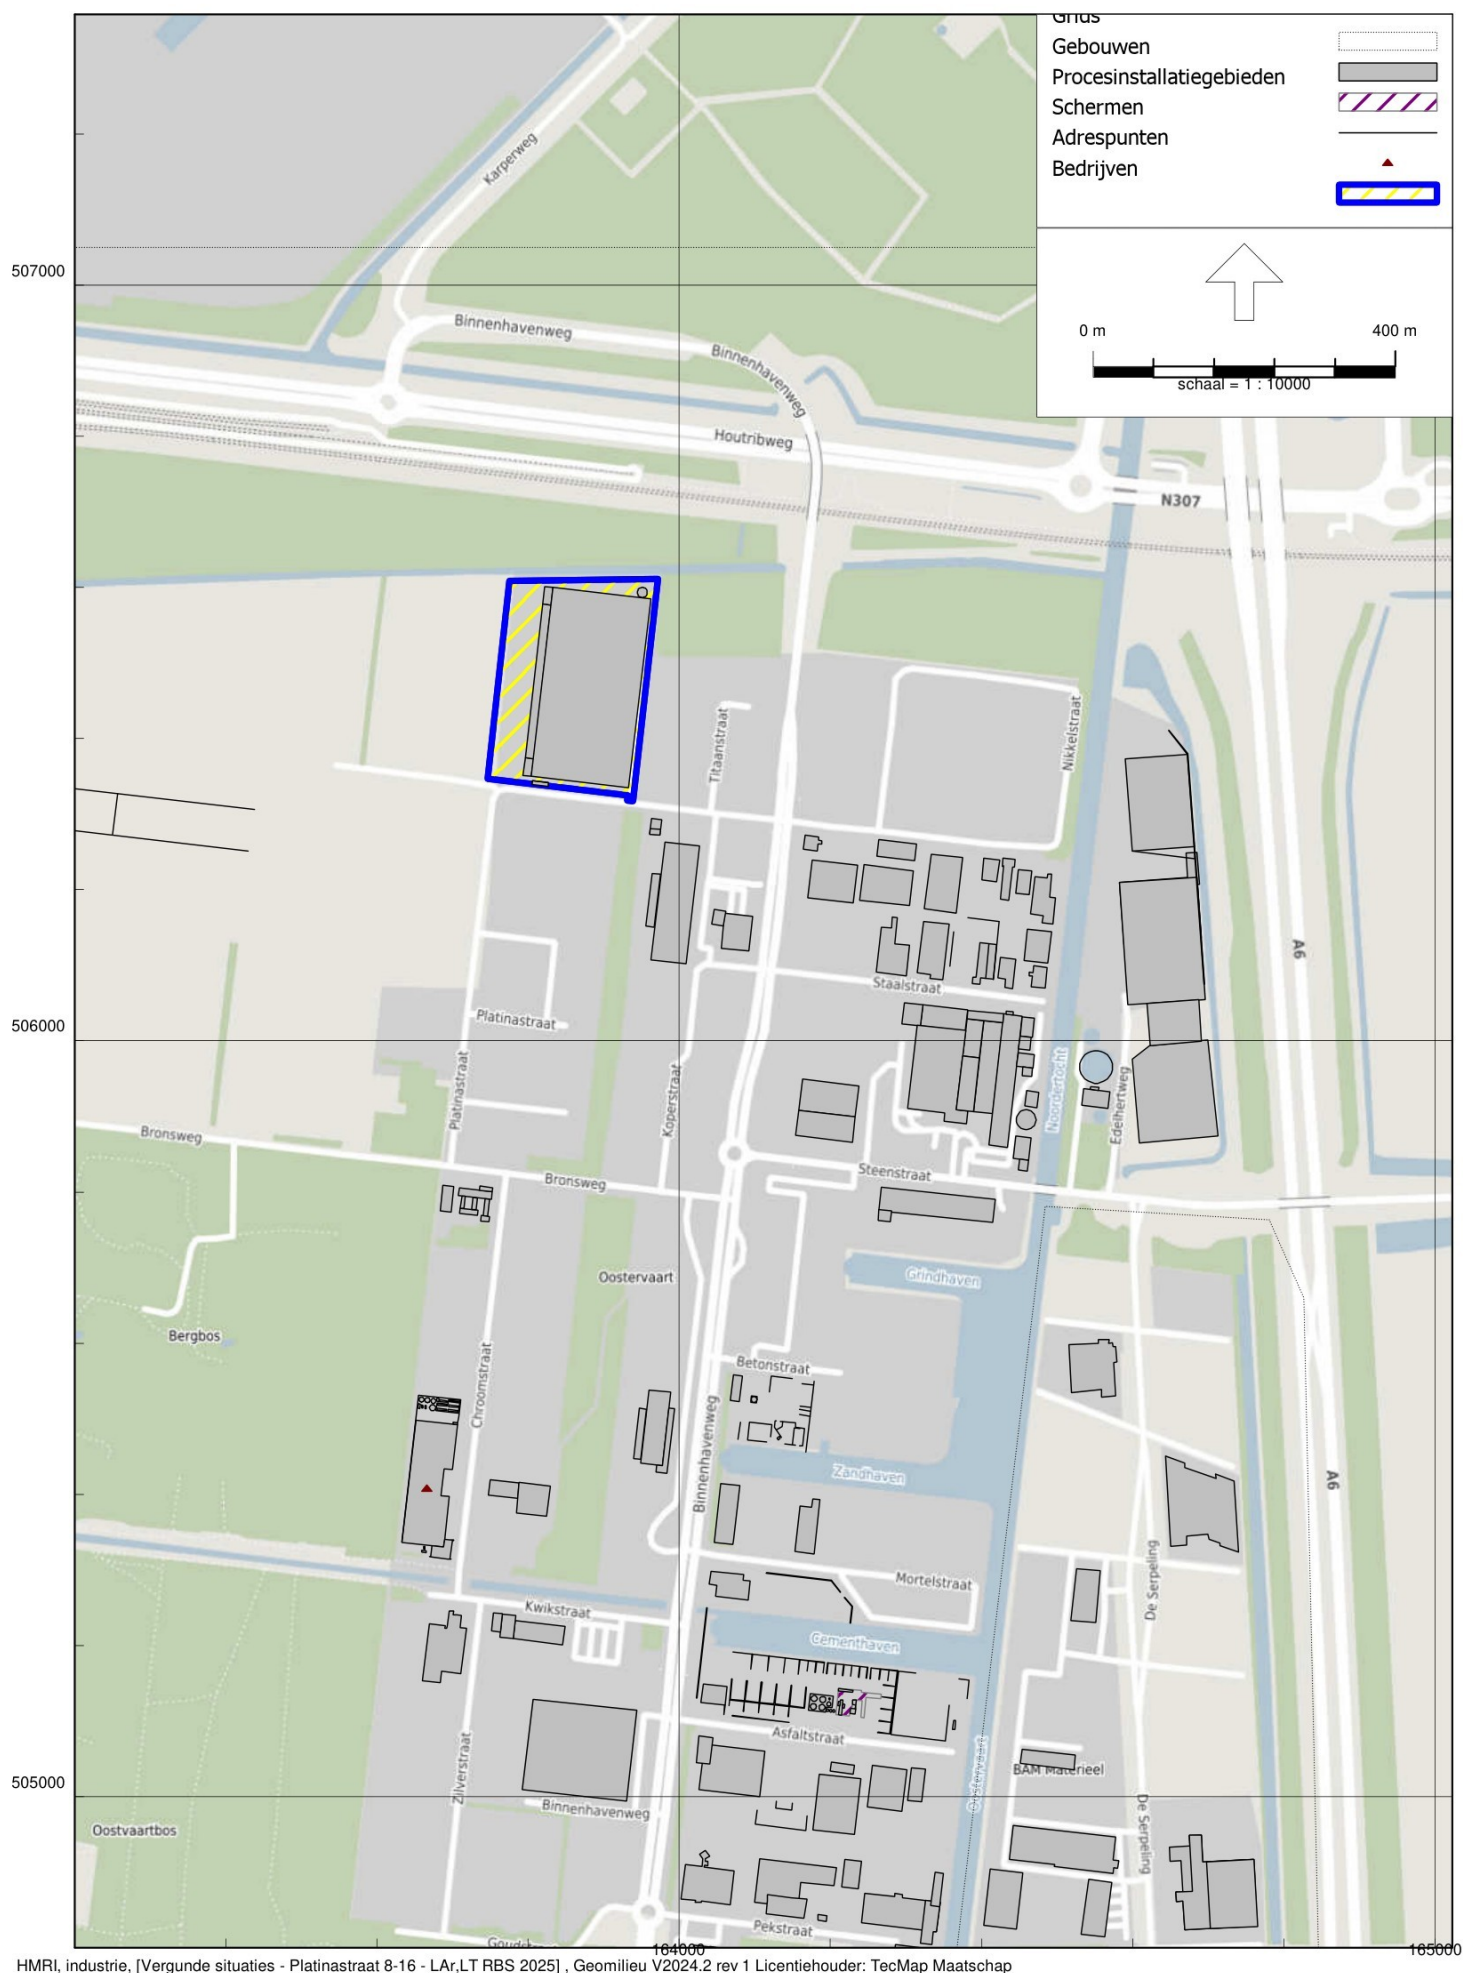 Grids
Gebouwen
Procesinstallatiegebieden
Schermen
Adrespunten
Bedrijven
0 m
400 m
schaal = 1 : 10000
507000
506000
505000
164000
165000
Karperweg
Binnenhavenweg
Binnenhavenweg
Houtribweg
N307
Titaanstraat
Nikkelstraat
A6
Staalstraat
Platinastraat
Platinastraat
Koperstraat
Noordertocht
Edelhertweg
Bronsweg
Bronsweg
Steenstraat
Oostervaart
Grindhaven
Bergbos
Chroomstraat
Betonstraat
Binnenhavenweg
Zandhaven
A6
De Serpeling
Mortelstraat
Kwikstraat
Cementhaven
Asfaltstraat
Zilverstraat
Oostervaart
BAM Materieel
Binnenhavenweg
De Serpeling
Oostvaartbos
Pekstraat
HMRI, industrie, [Vergunde situaties - Platinastraat 8-16 - LAr,LT RBS 2025] , Geomilieu V2024.2 rev 1 Licentiehouder: TecMap Maatschap